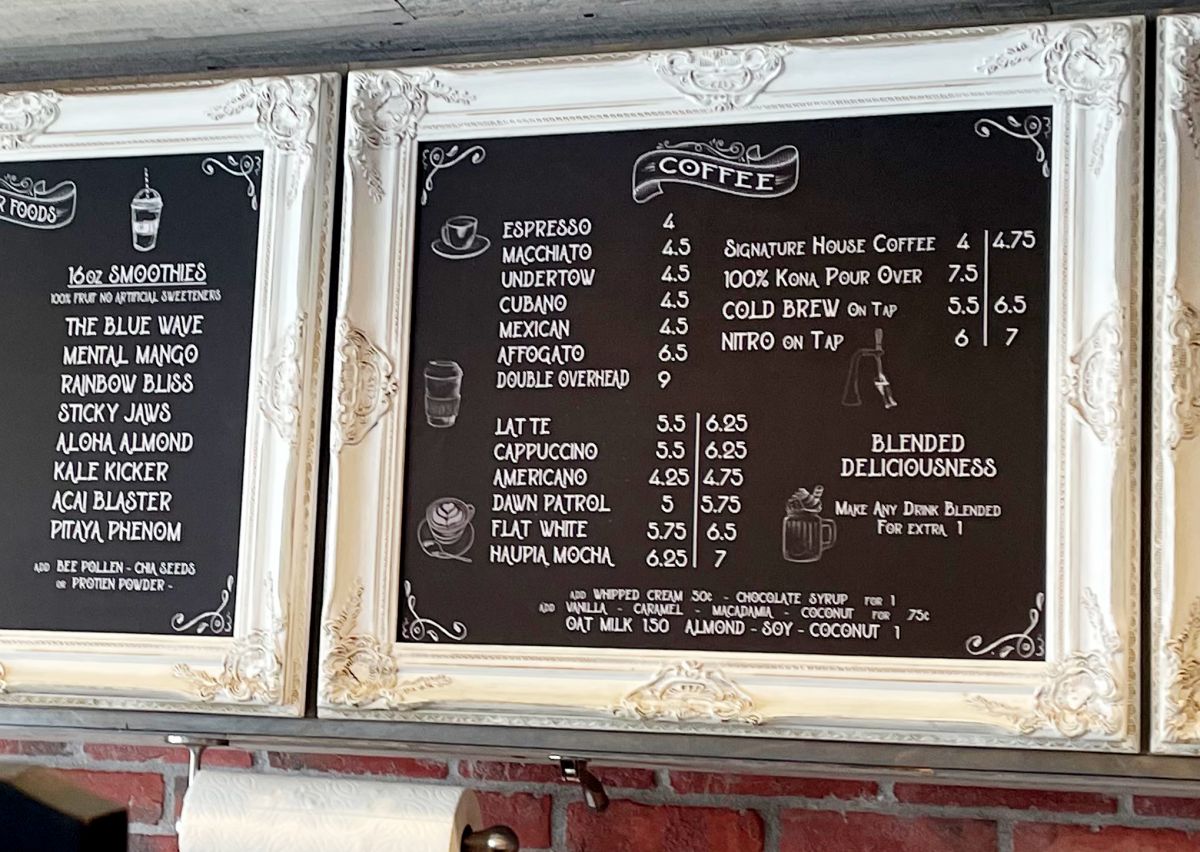 R FOODS
16oz SMOOTHIES
100% FRUIT NO ARTIFICIAL SWEETENERS
THE BLUE WAVE
MENTAL MANGO
RAINBOW BLISS
STICKY JAWS
ALOHA ALMOND
KALE KICKER
ACAI BLASTER
PITAYA PHENOM
ADD BEE POLLEN - CHIA SEEDS
OR PROTIEN POWDER -
COFFEE
ESPRESSO 4
MACCHIATO 4.5
UNDERTOW 4.5
CUBANO 4.5
MEXICAN 4.5
AFFOGATO 6.5
DOUBLE OVERHEAD 9
LATTE 5.5 6.25
CAPPUCCINO 5.5 6.25
AMERICANO 4.25 4.75
DAWN PATROL 5 5.75
FLAT WHITE 5.75 6.5
HAUPIA MOCHA 6.25 7
SIGNATURE HOUSE COFFEE 4 4.75
100% KONA POUR OVER 7.5
COLD BREW ON TAP 5.5 6.5
NITRO ON TAP 6 7
BLENDED
DELICIOUSNESS
MAKE ANY DRINK BLENDED
FOR EXTRA 1
ADD WHIPPED CREAM .50¢ - CHOCOLATE SYRUP FOR 1
ADD VANILLA - CARAMEL - MACADAMIA - COCONUT FOR .75¢
OAT MILK 1.50 ALMOND - SOY - COCONUT 1